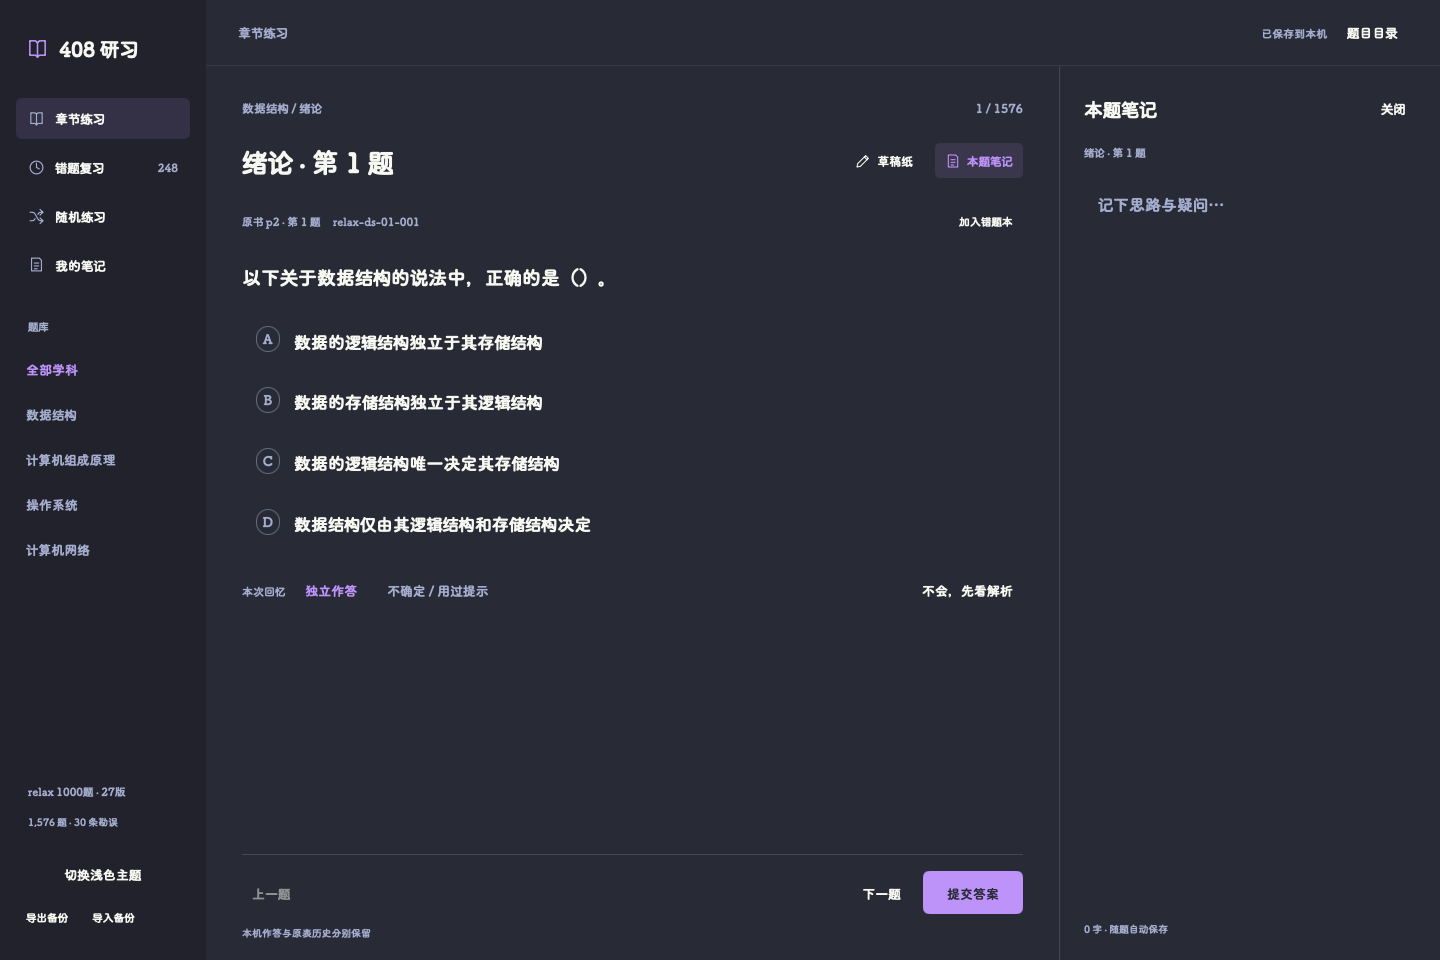 408 研习
章节练习
错题复习 248
随机练习
我的笔记
题库
全部学科
数据结构
计算机组成原理
操作系统
计算机网络
relax 1000题 · 27版
1,576 题 · 30 条勘误
切换浅色主题
导出备份 导入备份
章节练习
已保存到本机 题目目录
数据结构 / 绪论
1 / 1576
绪论 · 第 1 题
草稿纸 本题笔记
原书 p2 · 第 1 题 relax-ds-01-001
加入错题本
以下关于数据结构的说法中，正确的是（）。
A 数据的逻辑结构独立于其存储结构
B 数据的存储结构独立于其逻辑结构
C 数据的逻辑结构唯一决定其存储结构
D 数据结构仅由其逻辑结构和存储结构决定
本次回忆 独立作答 不确定 / 用过提示
不会，先看解析
上一题
下一题 提交答案
本机作答与原表历史分别保留
本题笔记 关闭
绪论 · 第 1 题
记下思路与疑问…
0 字 · 随题自动保存